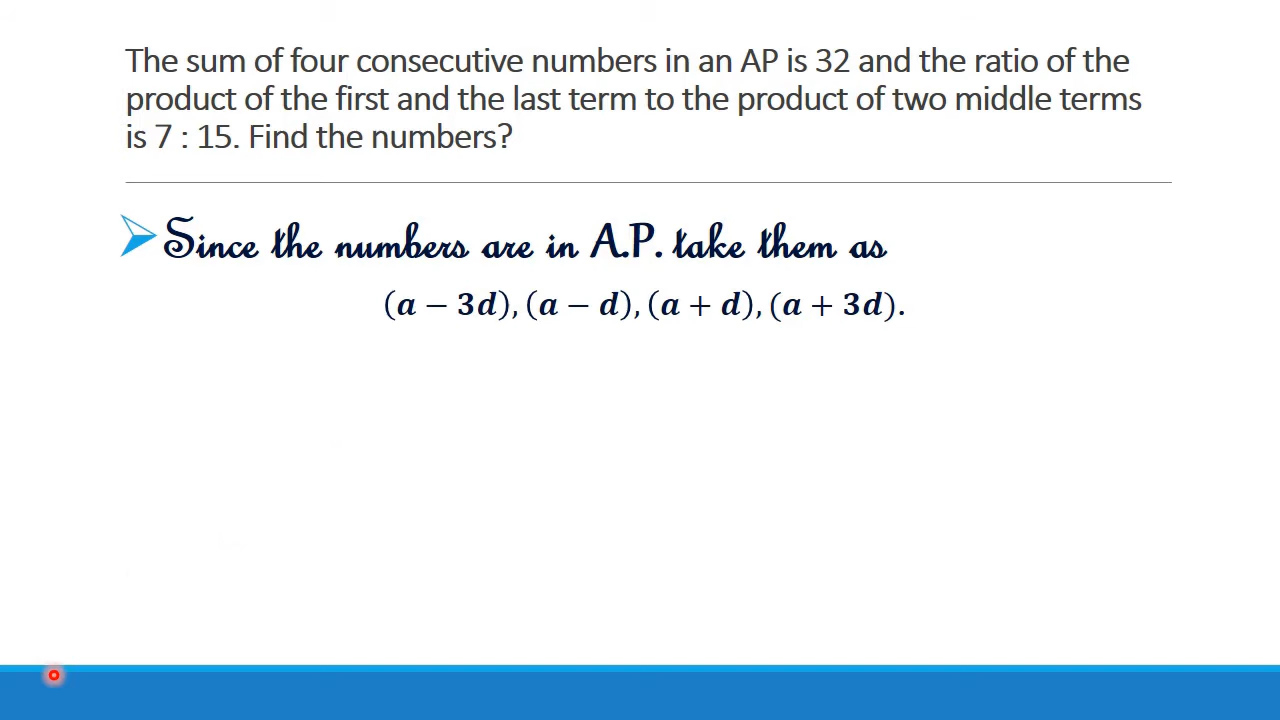 The sum of four consecutive numbers in an AP is 32 and the ratio of the
product of the first and the last term to the product of two middle terms
is 7 : 15. Find the numbers?
Since the numbers are in A.P. take them as
(a − 3d), (a − d), (a + d), (a + 3d).